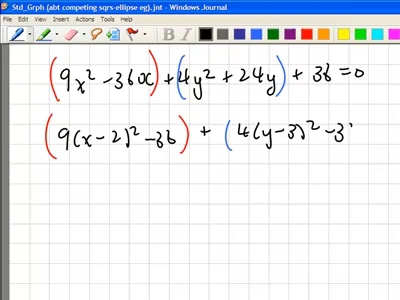 Std_Grph (abt competing sqrs-ellipse eg).jnt - Windows Journal
File Edit View Insert Actions Tools Help
(9x² - 36x) + (4y² + 24y) + 36 = 0
(9(x-2)² - 36) + (4(y-3)² - 3